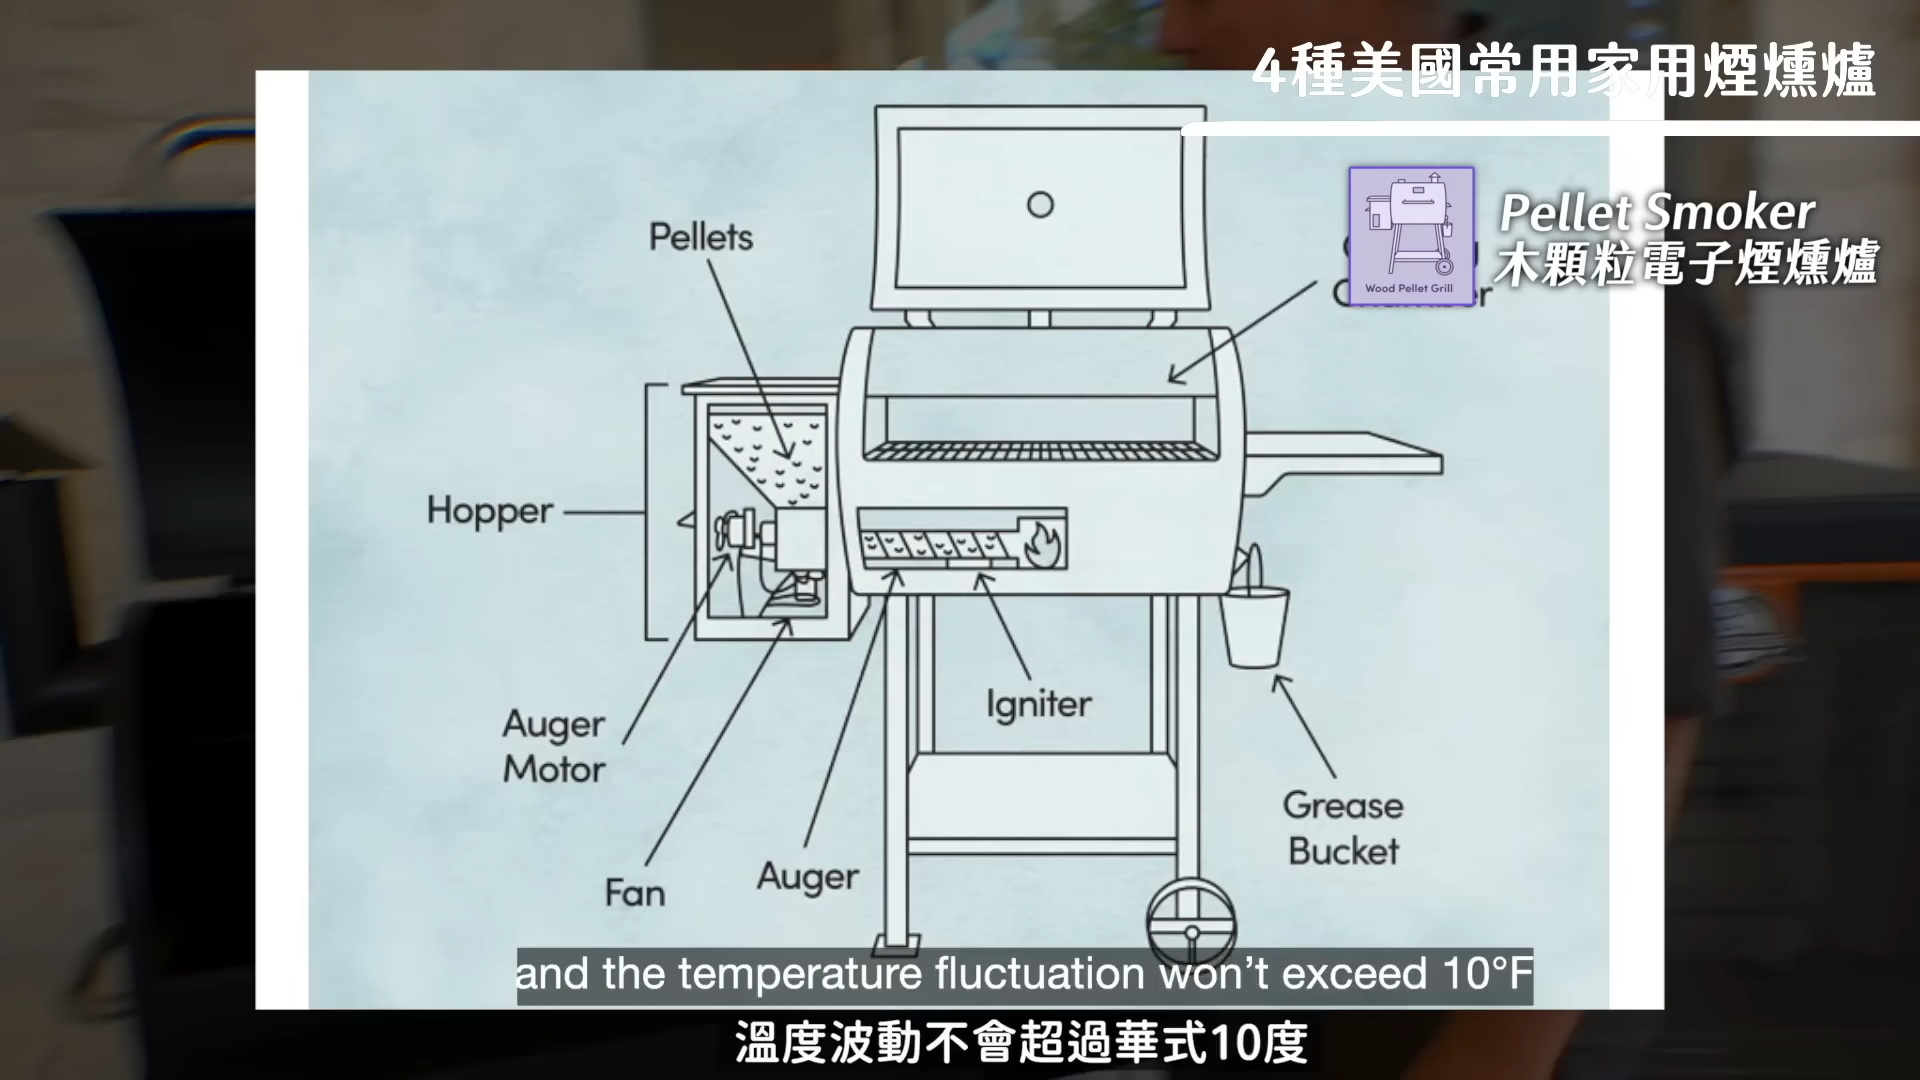 4種美國常用家用煙燻爐
Pellet Smoker
木顆粒電子煙燻爐
Wood Pellet Grill
Pellets
Hopper
Auger
Motor
Fan
Auger
Igniter
Grease
Bucket
and the temperature fluctuation won't exceed 10°F
溫度波動不會超過華式10度